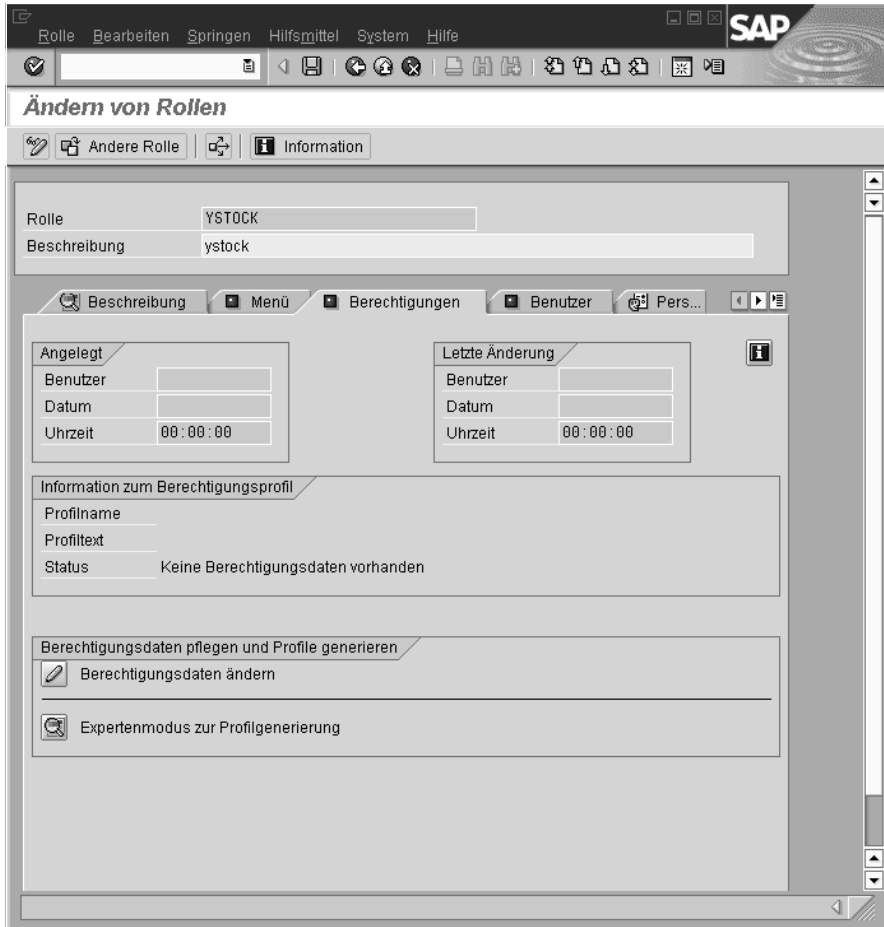 Rolle Bearbeiten Springen Hilfsmittel System Hilfe
SAP
Ändern von Rollen
Andere Rolle Information
Rolle YSTOCK
Beschreibung ystock
Beschreibung Menü Berechtigungen Benutzer Pers...
Angelegt Letzte Änderung
Benutzer Benutzer
Datum Datum
Uhrzeit 00:00:00 Uhrzeit 00:00:00
Information zum Berechtigungsprofil
Profilname
Profiltext
Status Keine Berechtigungsdaten vorhanden
Berechtigungsdaten pflegen und Profile generieren
Berechtigungsdaten ändern
Expertenmodus zur Profilgenerierung